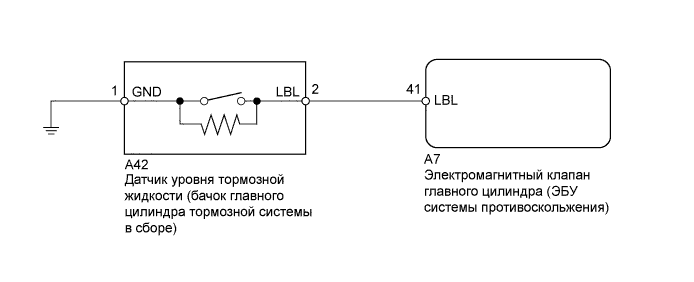 1 GND LBL 2 41 LBL
A42
Датчик уровня тормозной
жидкости (бачок главного
цилиндра тормозной системы
в сборе)
A7
Электромагнитный клапан
главного цилиндра (ЭБУ
системы противоскольжения)